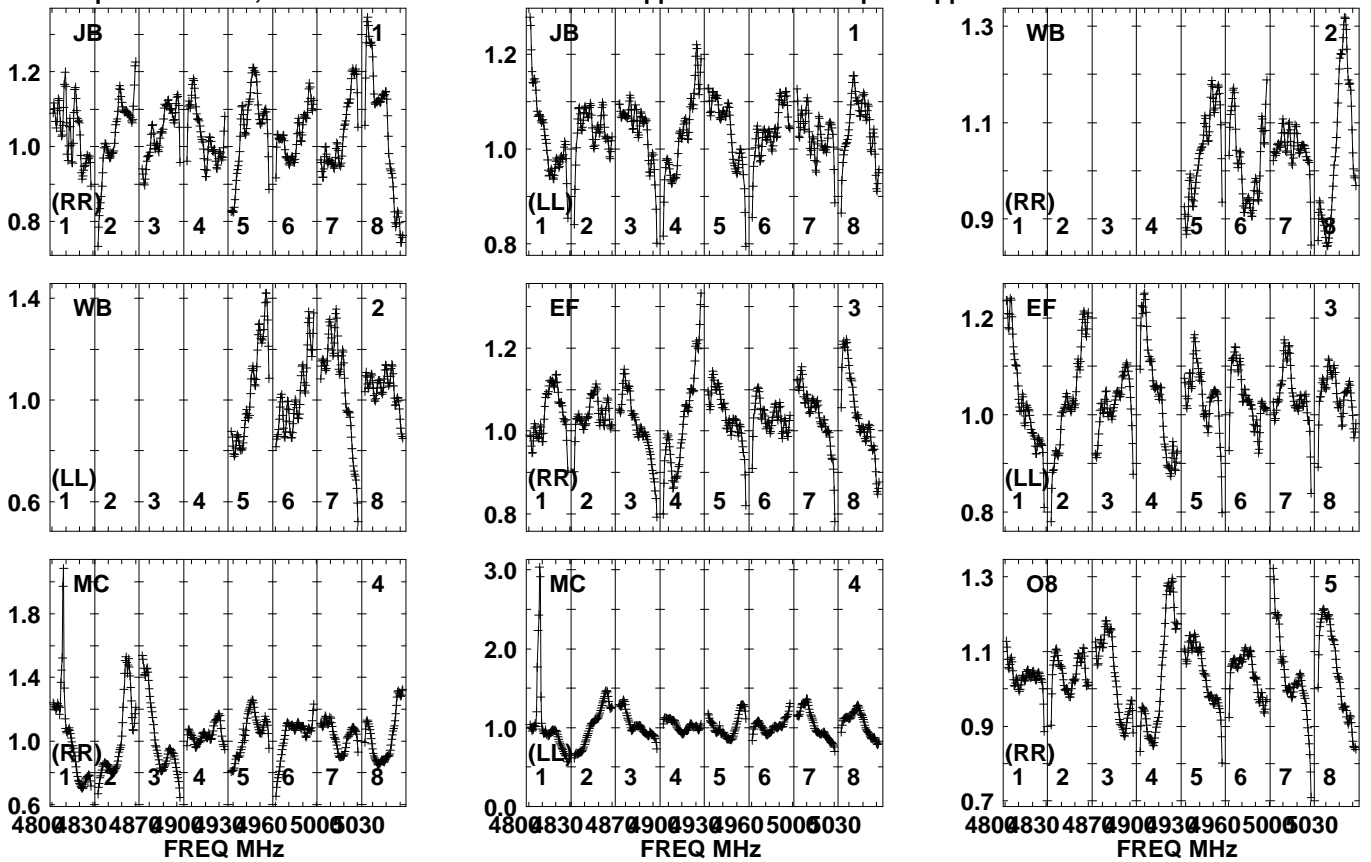 JB 1
1.2
1.0
0.8
(RR)
1 2 3 4 5 6 7 8
JB 1
1.2
1.0
0.8
(LL)
1 2 3 4 5 6 7 8
WB 2
1.3
1.1
0.9
(RR)
1 2 3 4 5 6 7 8
WB 2
1.4
1.0
0.6
(LL)
1 2 3 4 5 6 7 8
EF 3
1.2
1.0
0.8
(RR)
1 2 3 4 5 6 7 8
EF 3
1.2
1.0
0.8
(LL)
1 2 3 4 5 6 7 8
MC 4
1.8
1.4
1.0
0.6
(RR)
1 2 3 4 5 6 7 8
4800 4830 4870 4900 4930 4960 5000 5030
FREQ MHz
MC 4
3.0
2.0
1.0
0.0
(LL)
1 2 3 4 5 6 7 8
4800 4830 4870 4900 4930 4960 5000 5030
FREQ MHz
O8 5
1.3
1.1
0.9
0.7
(RR)
1 2 3 4 5 6 7 8
4800 4830 4870 4900 4930 4960 5000 5030
FREQ MHz